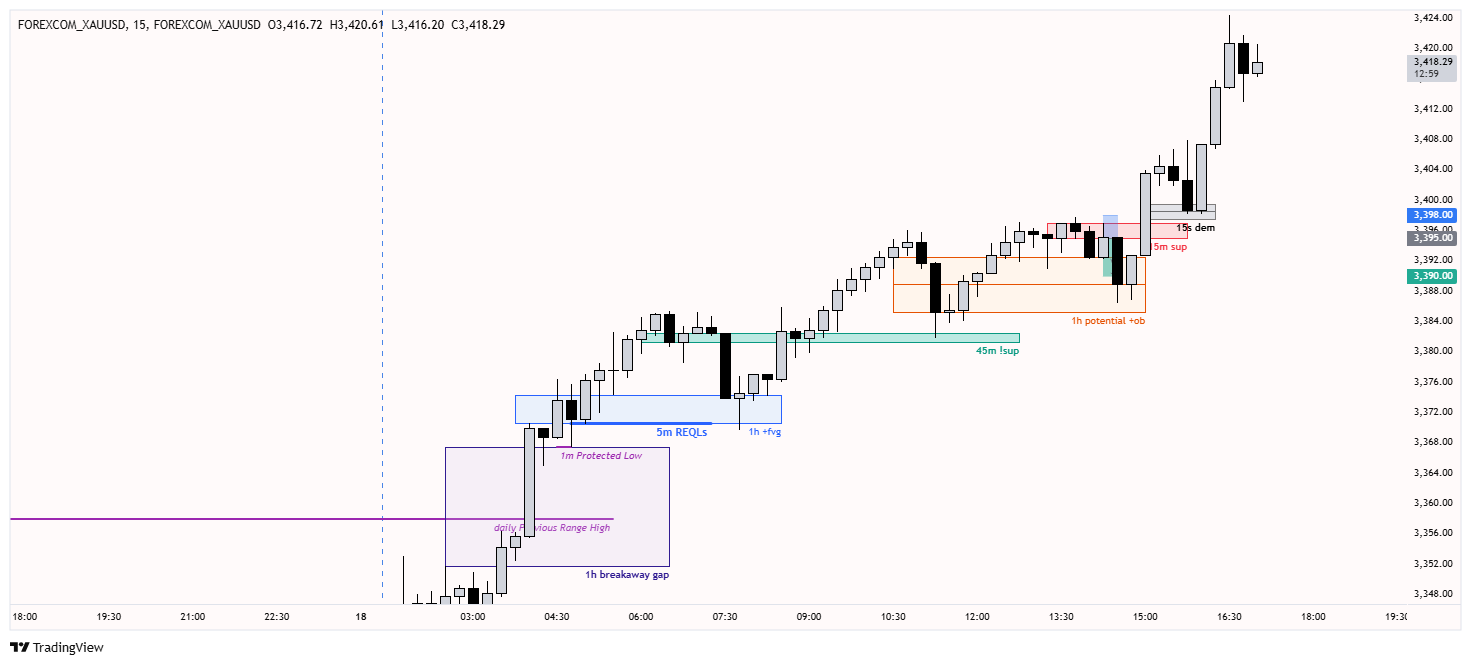 FOREXCOM_XAUUSD, 15, FOREXCOM_XAUUSD O3,416.72 H3,420.61 L3,416.20 C3,418.29
3,424.00
3,420.00
3,418.29
12:59
3,412.00
3,408.00
3,404.00
3,400.00
3,398.00
3,396.00
3,395.00
3,392.00
3,390.00
3,388.00
3,384.00
3,380.00
3,376.00
3,372.00
3,368.00
3,364.00
3,360.00
3,356.00
3,352.00
3,348.00
15s dem
15m sup
1h potential +ob
45m !sup
5m REQLs
1h +fvg
1m Protected Low
daily Previous Range High
1h breakaway gap
18:00 19:30 21:00 22:30 18 03:00 04:30 06:00 07:30 09:00 10:30 12:00 13:30 15:00 16:30 18:00
TradingView